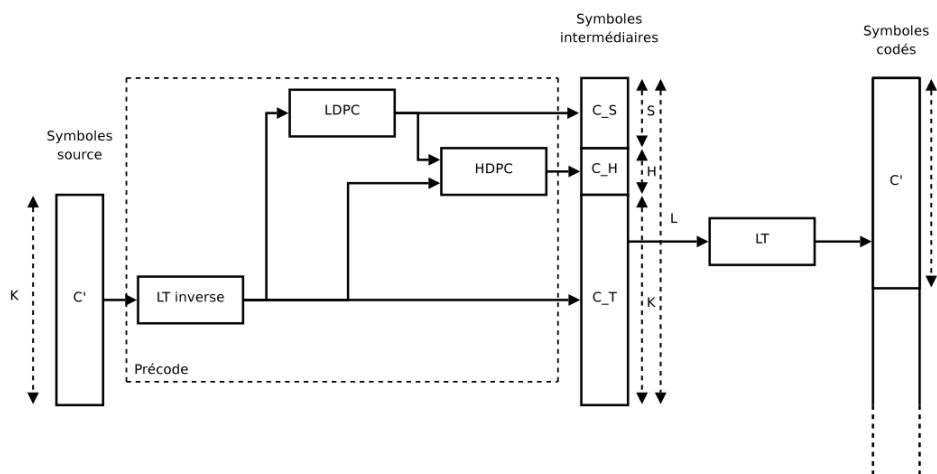 Symboles
intermédiaires
Symboles
codés
Symboles
source
LDPC
HDPC
LT inverse
Précode
K
C'
C_S
C_H
C_T
S
H
K
L
LT
C'